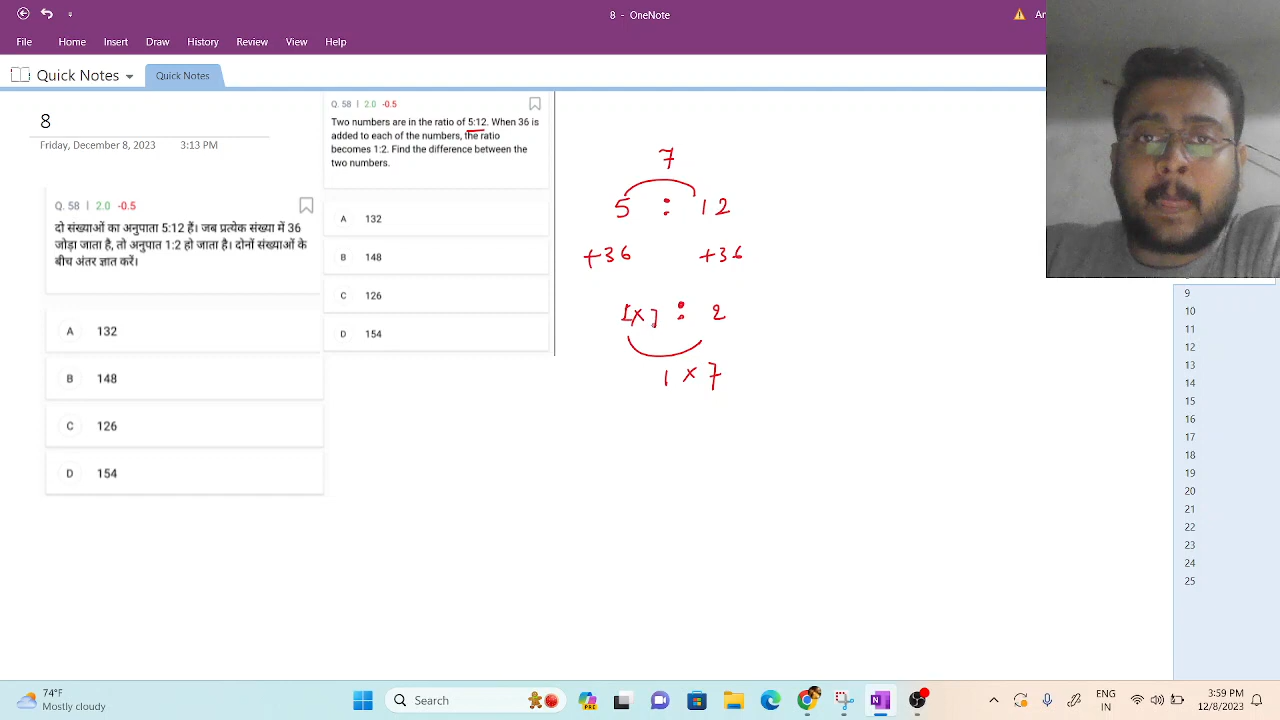 8 - OneNote
File Insert Draw History Review View Help
Quick Notes
Quick Notes
8
Friday, December 8, 2023 3:13 PM
Q. 58 | 2.0 -0.5
दो संख्याओं का अनुपाता 5:12 हैं। जब प्रत्येक संख्या में 36
जोड़ा जाता है, तो अनुपात 1:2 हो जाता है। दोनों संख्याओं के
बीच अंतर ज्ञात करें।
A 132
B 148
C 126
D 154
Q. 58 | 2.0 -0.5
Two numbers are in the ratio of 5:12. When 36 is
added to each of the numbers, the ratio
becomes 1:2. Find the difference between the
two numbers.
A 132
B 148
C 126
D 154
7
5 : 12
+36 +36
: 2
1 × 7
9
10
11
12
13
14
15
16
17
18
19
20
21
22
23
24
25
74°F
Mostly cloudy
Search
ENG
IN
3:59 PM
12/8/2023